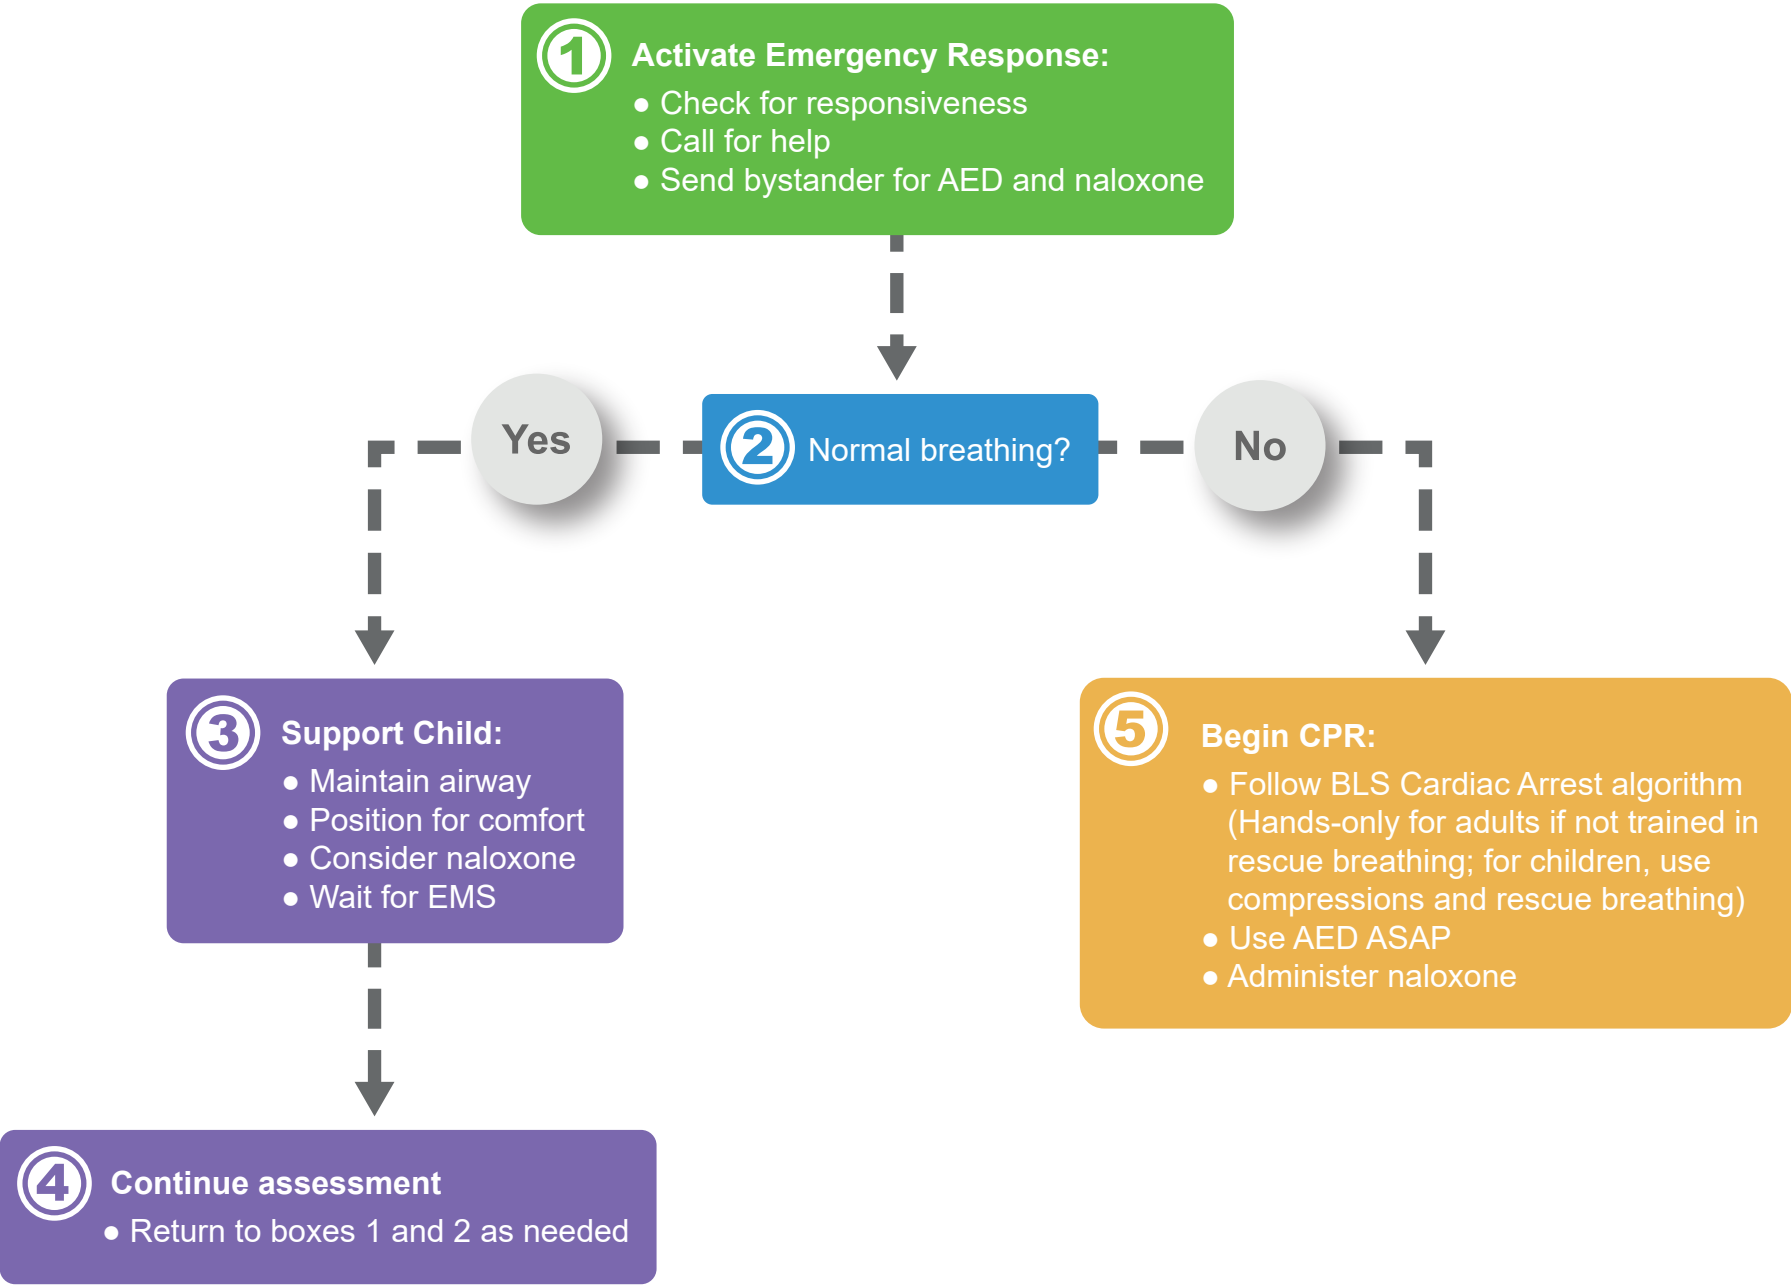 1 Activate Emergency Response:
● Check for responsiveness
● Call for help
● Send bystander for AED and naloxone
Yes
2 Normal breathing?
No
3 Support Child:
● Maintain airway
● Position for comfort
● Consider naloxone
● Wait for EMS
5 Begin CPR:
● Follow BLS Cardiac Arrest algorithm
(Hands-only for adults if not trained in
rescue breathing; for children, use
compressions and rescue breathing)
● Use AED ASAP
● Administer naloxone
4 Continue assessment
● Return to boxes 1 and 2 as needed